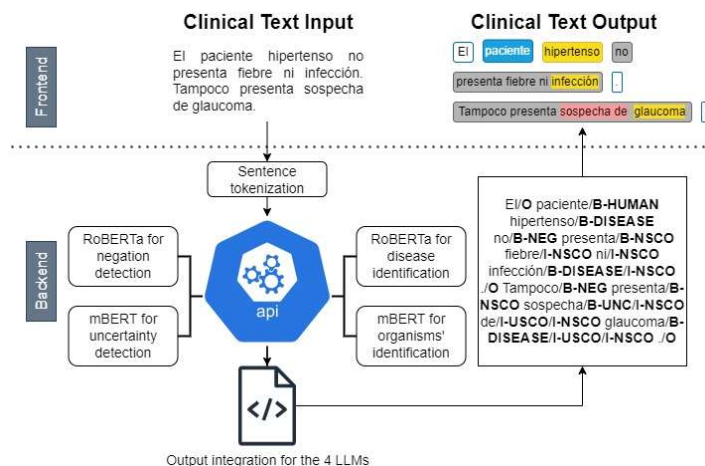 Clinical Text Input
El paciente hipertenso no
presenta fiebre ni infección.
Tampoco presenta sospecha
de glaucoma.
Clinical Text Output
El paciente hipertenso no
presenta fiebre ni infección .
Tampoco presenta sospecha de glaucoma .
Frontend
Sentence
tokenization
Backend
RoBERTa for
negation
detection
mBERT for
uncertainty
detection
api
RoBERTa for
disease
identification
mBERT for
organisms'
identification
</>
Output integration for the 4 LLMs
El/O paciente/B-HUMAN
hipertenso/B-DISEASE
no/B-NEG presenta/B-NSCO
fiebre/I-NSCO ni/I-NSCO
infección/B-DISEASE/I-NSCO
./O Tampoco/B-NEG presenta/B-
NSCO sospecha/B-UNC/I-NSCO
de/I-USCO/I-NSCO glaucoma/B-
DISEASE/I-USCO/I-NSCO ./O